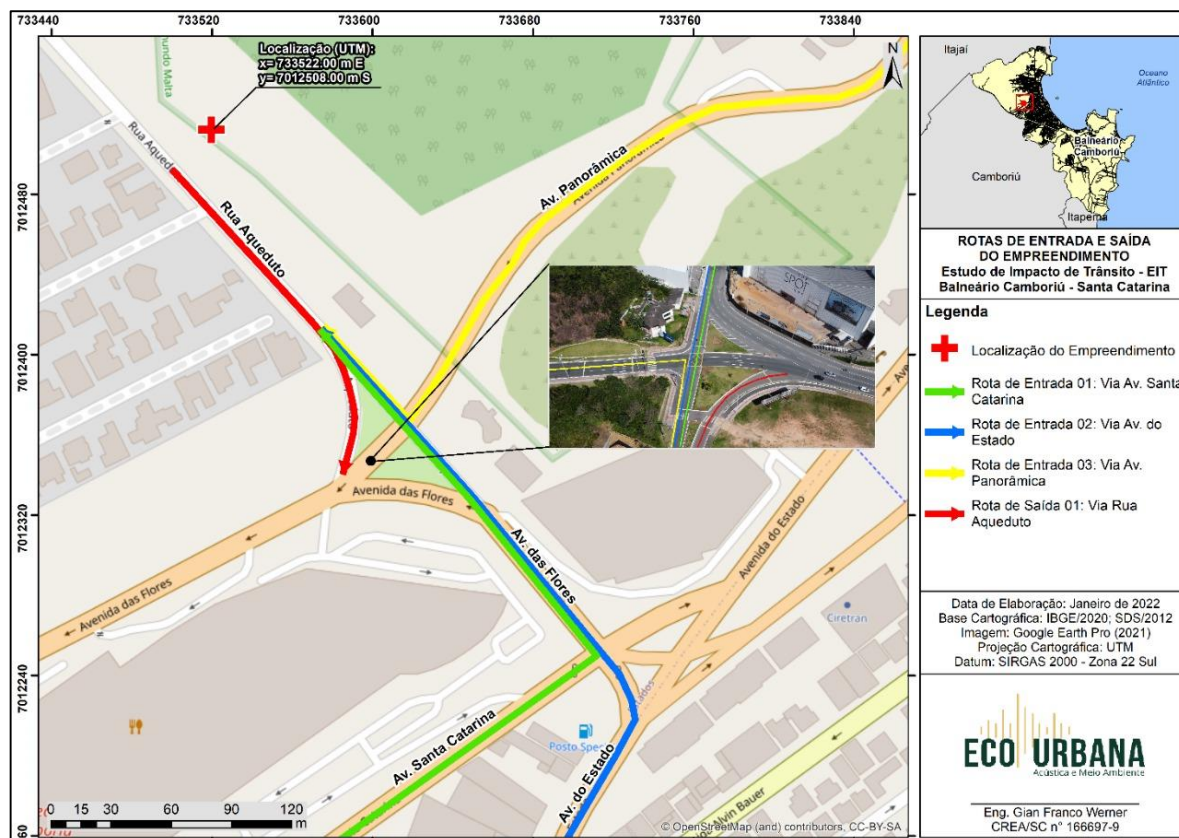 733440 733520 733600 733680 733760 733840
7012480
7012400
7012320
7012240
60
Localização (UTM):
x= 733522.00 m E
y= 7012508.00 m S
N
Rua Aqued
Rua Aqueduto
Av. Panorâmica
Avenida Panorâmica
SPOT
Avenida das Flores
Avenida das Flores
Av. das Flores
Avenida do Estado
Ciretran
Av. Santa Catarina
Posto
Av. do Estado
Alvin Bauer
0 15 30 60 90 120
m
© OpenStreetMap (and) contributors, CC-BY-SA
Itajaí
Oceano
Atlântico
Balneário
Camboriú
Camboriú
Itapema
ROTAS DE ENTRADA E SAÍDA
DO EMPREENDIMENTO
Estudo de Impacto de Trânsito - EIT
Balneário Camboriú - Santa Catarina
Legenda
Localização do Empreendimento
Rota de Entrada 01: Via Av. Santa
Catarina
Rota de Entrada 02: Via Av. do
Estado
Rota de Entrada 03: Via Av.
Panorâmica
Rota de Saída 01: Via Rua
Aqueduto
Data de Elaboração: Janeiro de 2022
Base Cartográfica: IBGE/2020; SDS/2012
Imagem: Google Earth Pro (2021)
Projeção Cartográfica: UTM
Datum: SIRGAS 2000 - Zona 22 Sul
ECO URBANA
Acústica e Meio Ambiente
Eng. Gian Franco Werner
CREA/SC n° 166697-9